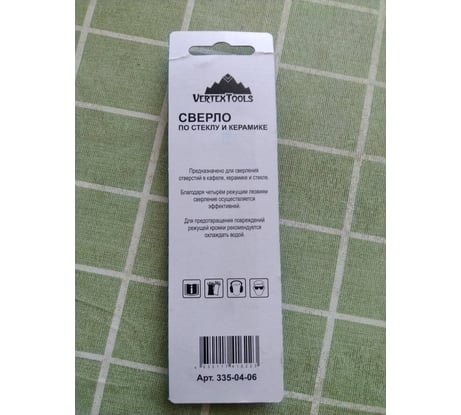 VERTEXTOOLS
СВЕРЛО
ПО СТЕКЛУ И КЕРАМИКЕ
Предназначено для сверления
отверстий в кафеле, керамике и стекле.
Благодаря четырём режущим лезвиям
сверление осуществляется
эффективней.
Для предотвращения повреждений
режущей кромки рекомендуется
охлаждать водой.
Арт. 335-04-06